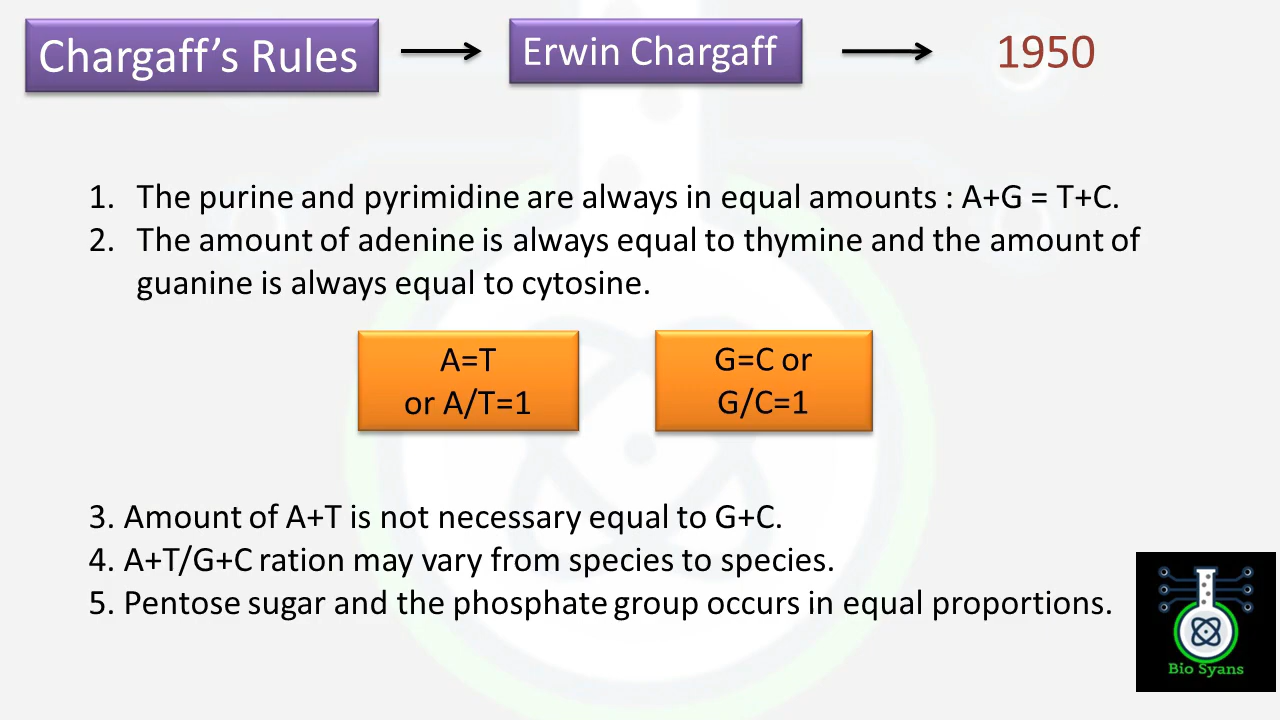 Chargaff's Rules
Erwin Chargaff
1950
1. The purine and pyrimidine are always in equal amounts : A+G = T+C.
2. The amount of adenine is always equal to thymine and the amount of
guanine is always equal to cytosine.
A=T
or A/T=1
G=C or
G/C=1
3. Amount of A+T is not necessary equal to G+C.
4. A+T/G+C ration may vary from species to species.
5. Pentose sugar and the phosphate group occurs in equal proportions.
Bio Syans